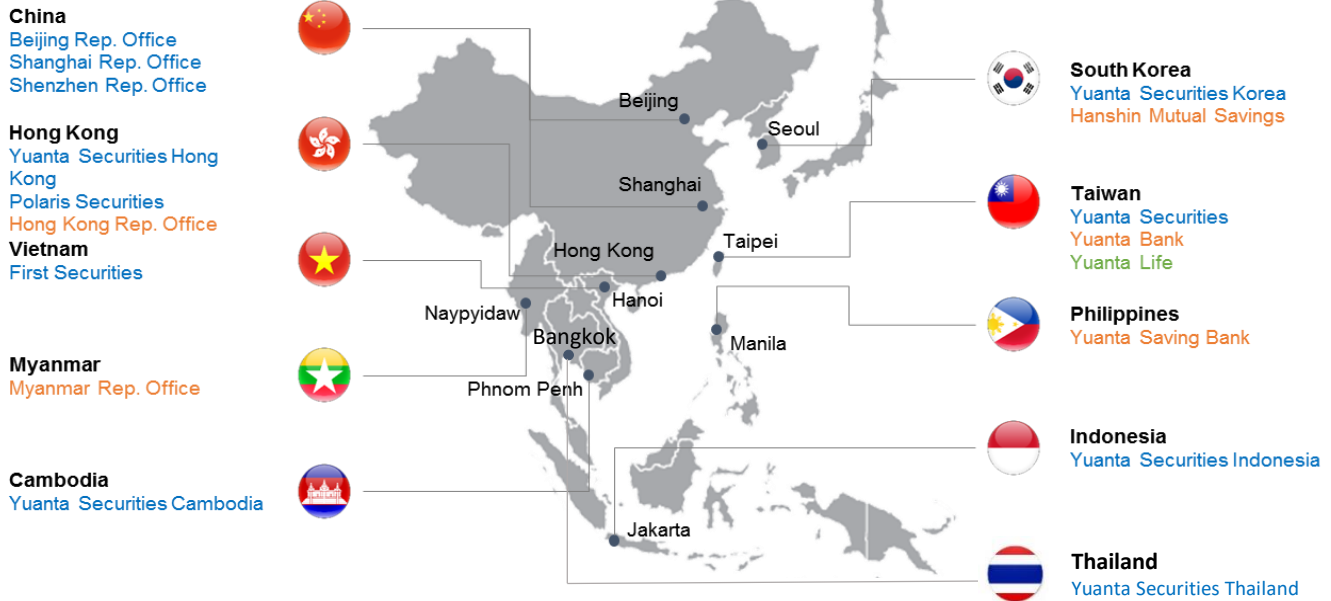 China
Beijing Rep. Office
Shanghai Rep. Office
Shenzhen Rep. Office
Hong Kong
Yuanta Securities Hong
Kong
Polaris Securities
Hong Kong Rep. Office
Vietnam
First Securities
Myanmar
Myanmar Rep. Office
Cambodia
Yuanta Securities Cambodia
Beijing
Seoul
Shanghai
Taipei
Hong Kong
Hanoi
Naypyidaw
Bangkok
Manila
Phnom Penh
Jakarta
South Korea
Yuanta Securities Korea
Hanshin Mutual Savings
Taiwan
Yuanta Securities
Yuanta Bank
Yuanta Life
Philippines
Yuanta Saving Bank
Indonesia
Yuanta Securities Indonesia
Thailand
Yuanta Securities Thailand